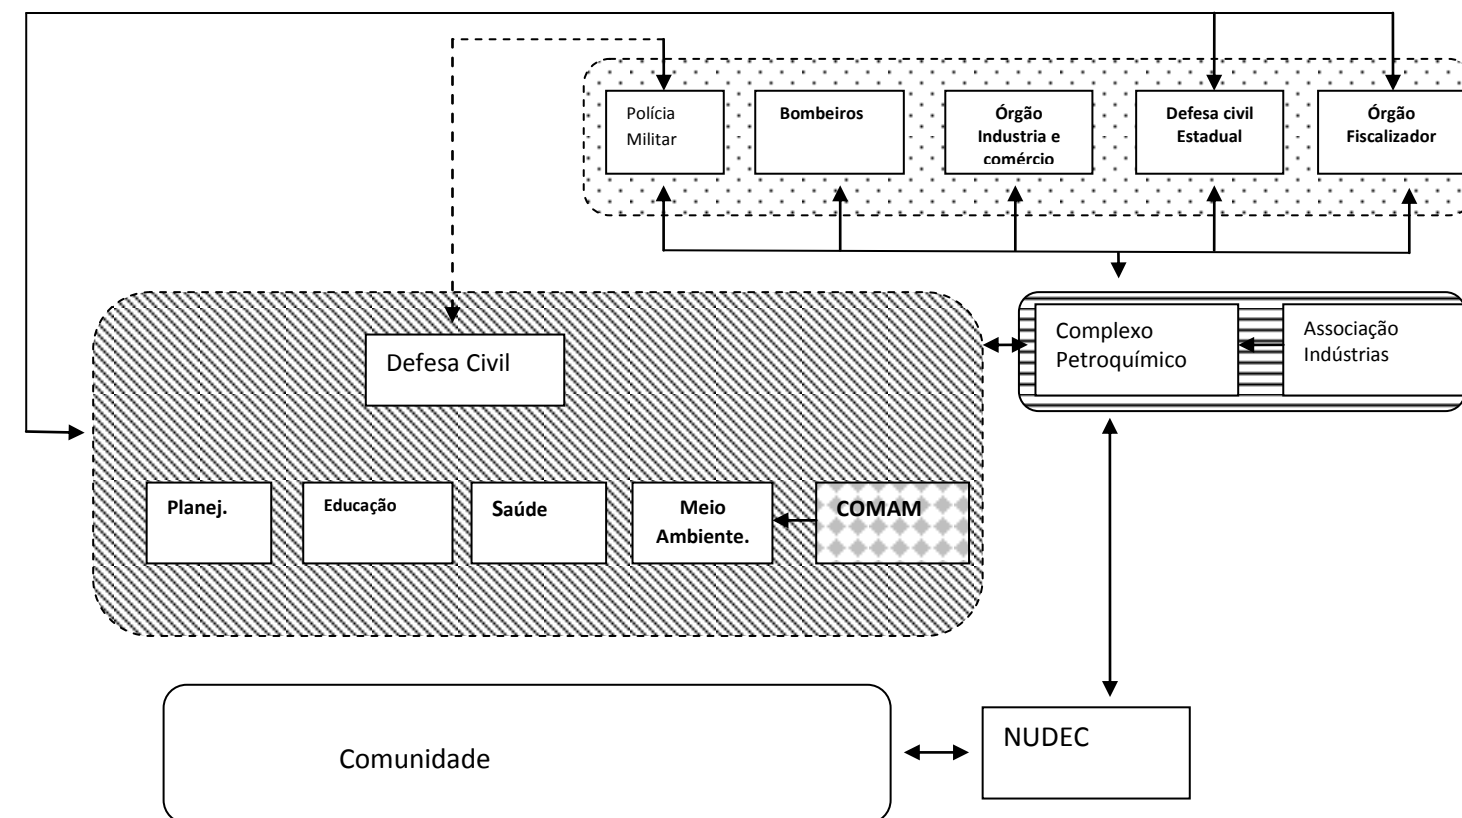 Polícia
Militar
Bombeiros
Órgão
Industria e
comércio
Defesa civil
Estadual
Órgão
Fiscalizador
Defesa Civil
Complexo
Petroquímico
Associação
Indústrias
Planej.
Educação
Saúde
Meio
Ambiente.
COMAM
Comunidade
NUDEC